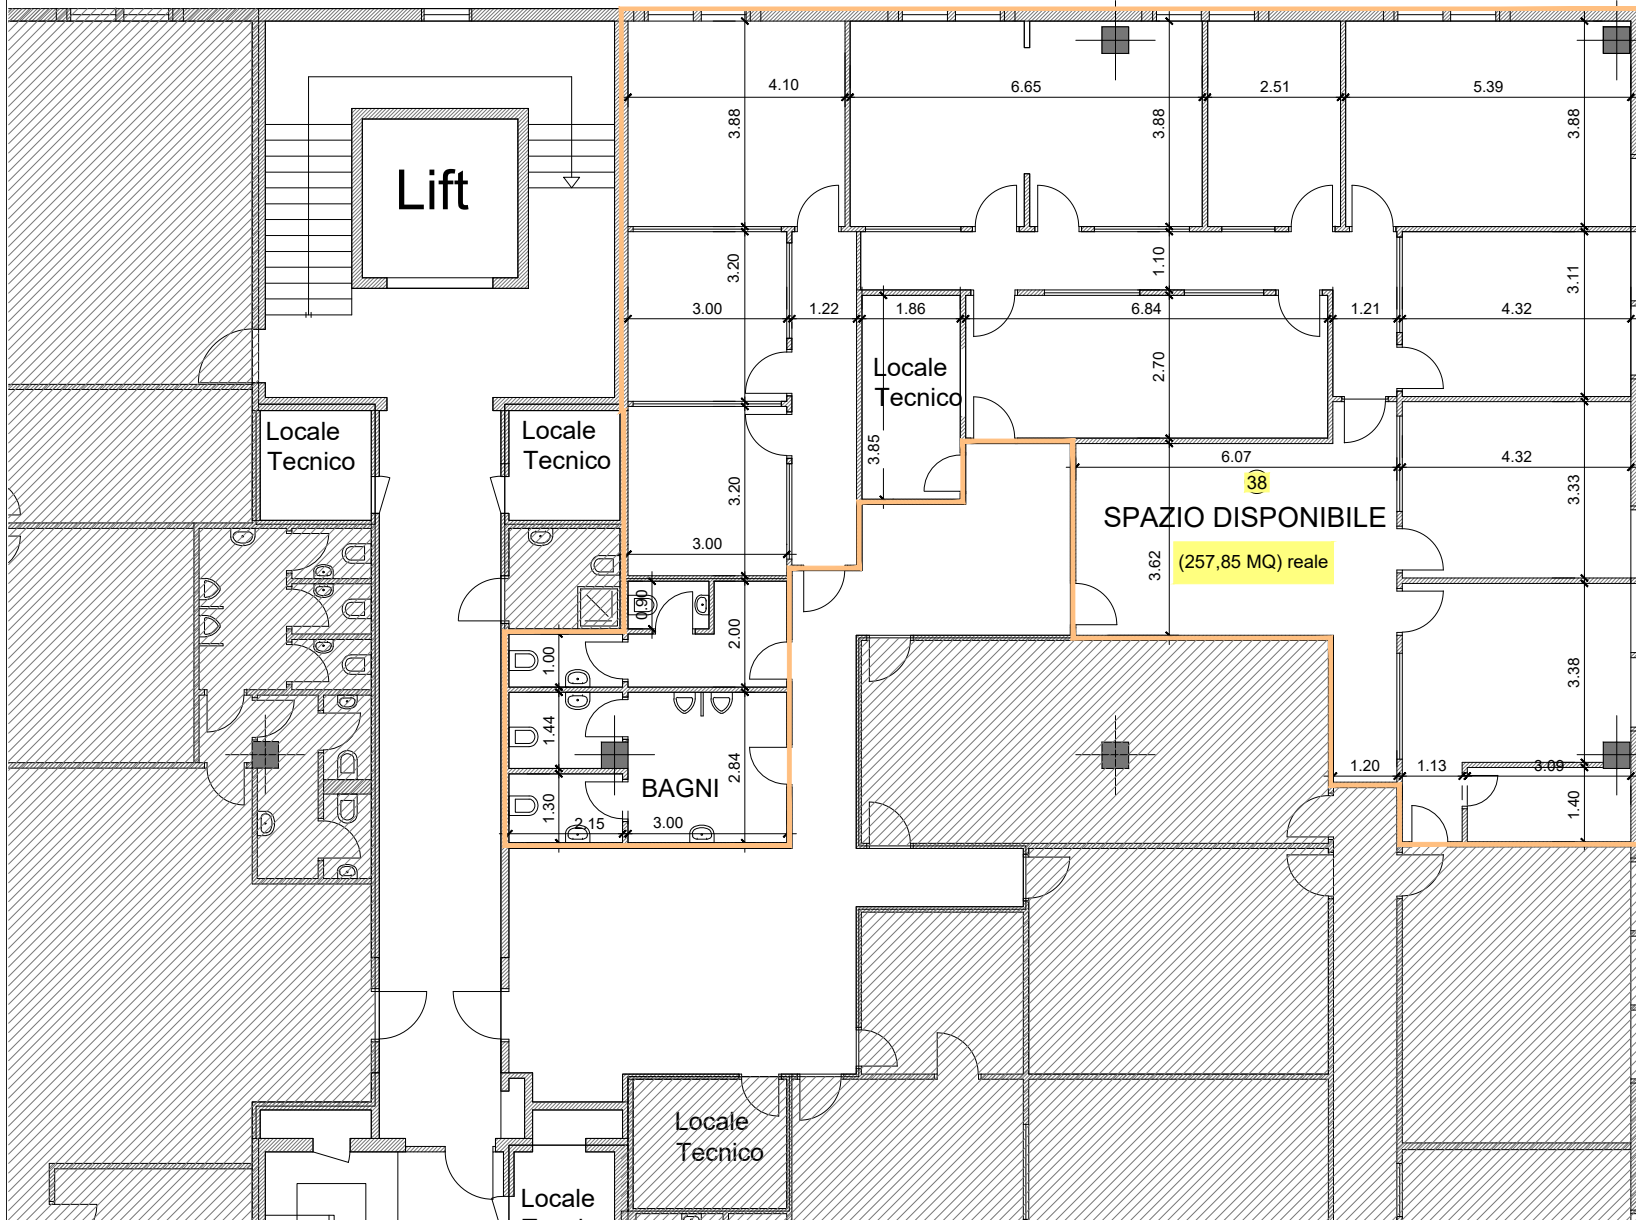 4.10
6.65
2.51
5.39
3.88
3.88
3.88
Lift
3.20
1.10
3.11
3.00
1.22
1.86
6.84
1.21
4.32
Locale
Tecnico
2.70
Locale
Tecnico
Locale
Tecnico
3.85
6.07
4.32
38
3.20
3.33
SPAZIO DISPONIBILE
3.00
3.62
(257,85 MQ) reale
0.90
2.00
1.00
3.38
1.44
2.84
1.20
1.13
3.09
BAGNI
1.30
1.40
2.15
3.00
Locale
Tecnico
Locale